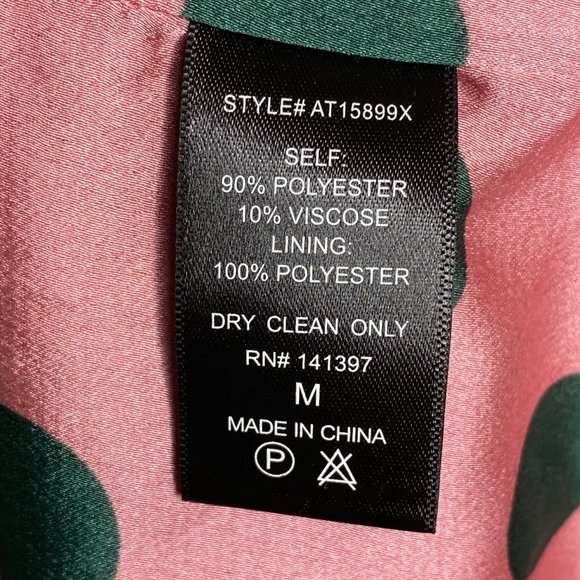 STYLE# AT15899X
SELF:
90% POLYESTER
10% VISCOSE
LINING:
100% POLYESTER
DRY CLEAN ONLY
RN# 141397
M
MADE IN CHINA
P